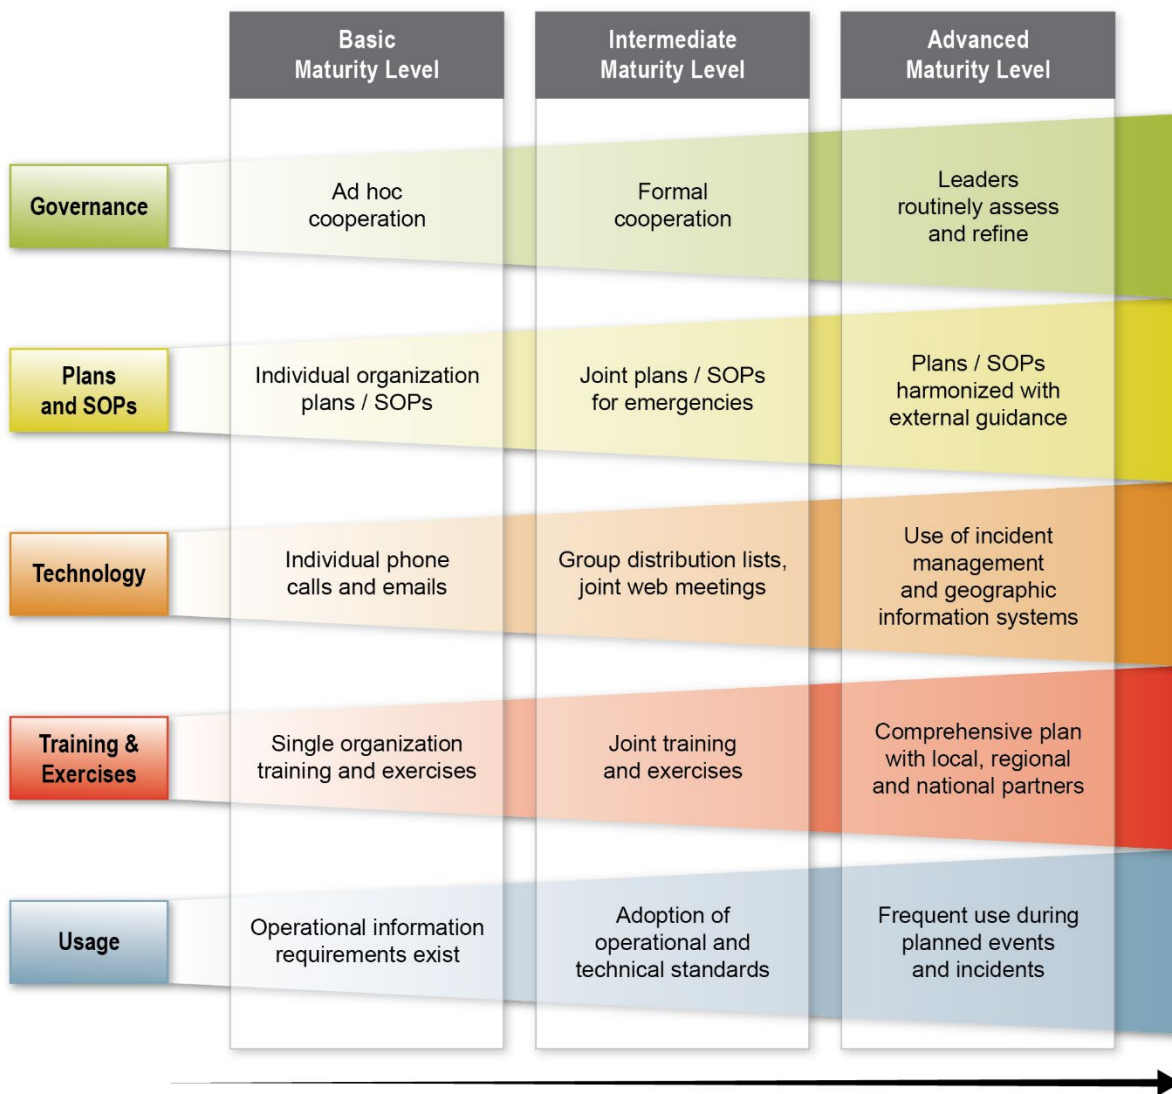 Basic
Maturity Level
Intermediate
Maturity Level
Advanced
Maturity Level
Governance
Ad hoc
cooperation
Formal
cooperation
Leaders
routinely assess
and refine
Plans
and SOPs
Individual organization
plans / SOPs
Joint plans / SOPs
for emergencies
Plans / SOPs
harmonized with
external guidance
Technology
Individual phone
calls and emails
Group distribution lists,
joint web meetings
Use of incident
management
and geographic
information systems
Training &
Exercises
Single organization
training and exercises
Joint training
and exercises
Comprehensive plan
with local, regional
and national partners
Usage
Operational information
requirements exist
Adoption of
operational and
technical standards
Frequent use during
planned events
and incidents